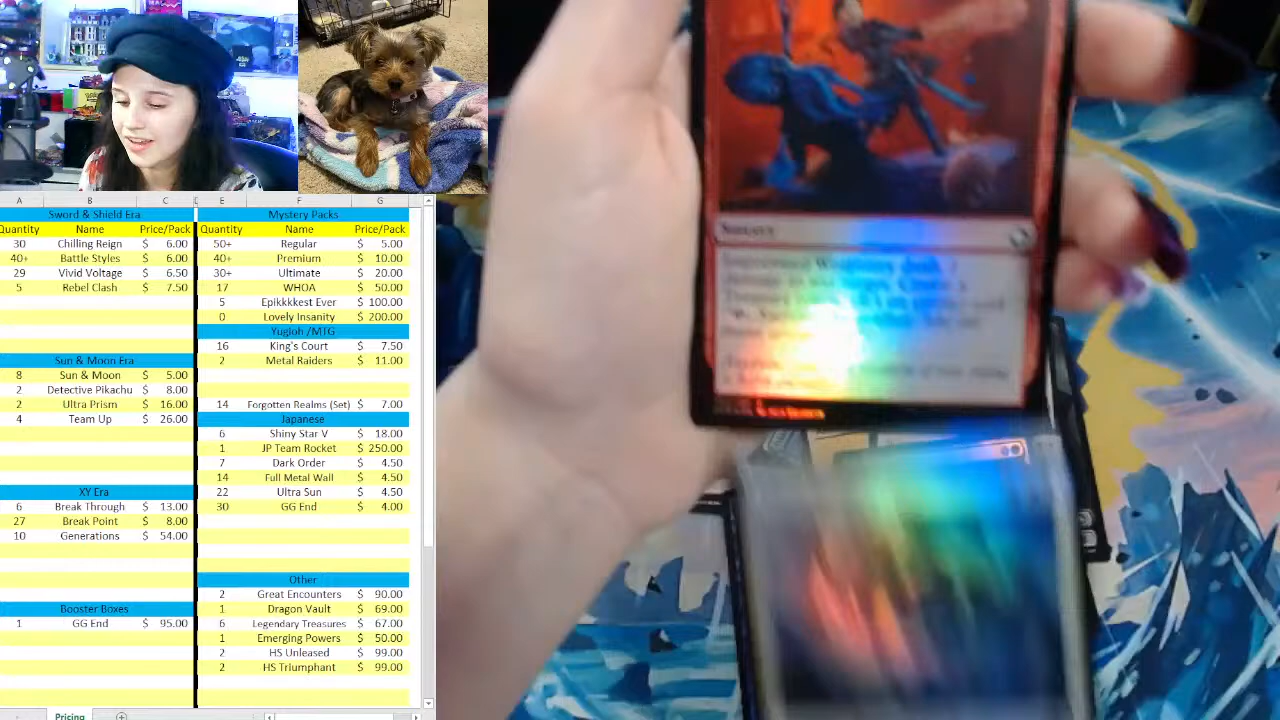 A B C D E F G
Sword & Shield Era Mystery Packs
Quantity Name Price/Pack Quantity Name Price/Pack
30 Chilling Reign $ 6.00 50+ Regular $ 5.00
40+ Battle Styles $ 6.00 40+ Premium $ 10.00
29 Vivid Voltage $ 6.50 30+ Ultimate $ 20.00
5 Rebel Clash $ 7.50 17 WHOA $ 50.00
5 Epikkkkest Ever $ 100.00
0 Lovely Insanity $ 200.00
Yugioh /MTG
16 King's Court $ 7.50
Sun & Moon Era 2 Metal Raiders $ 11.00
8 Sun & Moon $ 5.00
2 Detective Pikachu $ 8.00
2 Ultra Prism $ 16.00 14 Forgotten Realms (Set) $ 7.00
4 Team Up $ 26.00 Japanese
6 Shiny Star V $ 18.00
1 JP Team Rocket $ 250.00
7 Dark Order $ 4.50
14 Full Metal Wall $ 4.50
XY Era 22 Ultra Sun $ 4.50
6 Break Through $ 13.00 30 GG End $ 4.00
27 Break Point $ 8.00
10 Generations $ 54.00
Other
2 Great Encounters $ 90.00
Booster Boxes 1 Dragon Vault $ 69.00
1 GG End $ 95.00 6 Legendary Treasures $ 67.00
1 Emerging Powers $ 50.00
2 HS Unleased $ 99.00
2 HS Triumphant $ 99.00
Pricing
Sorcery